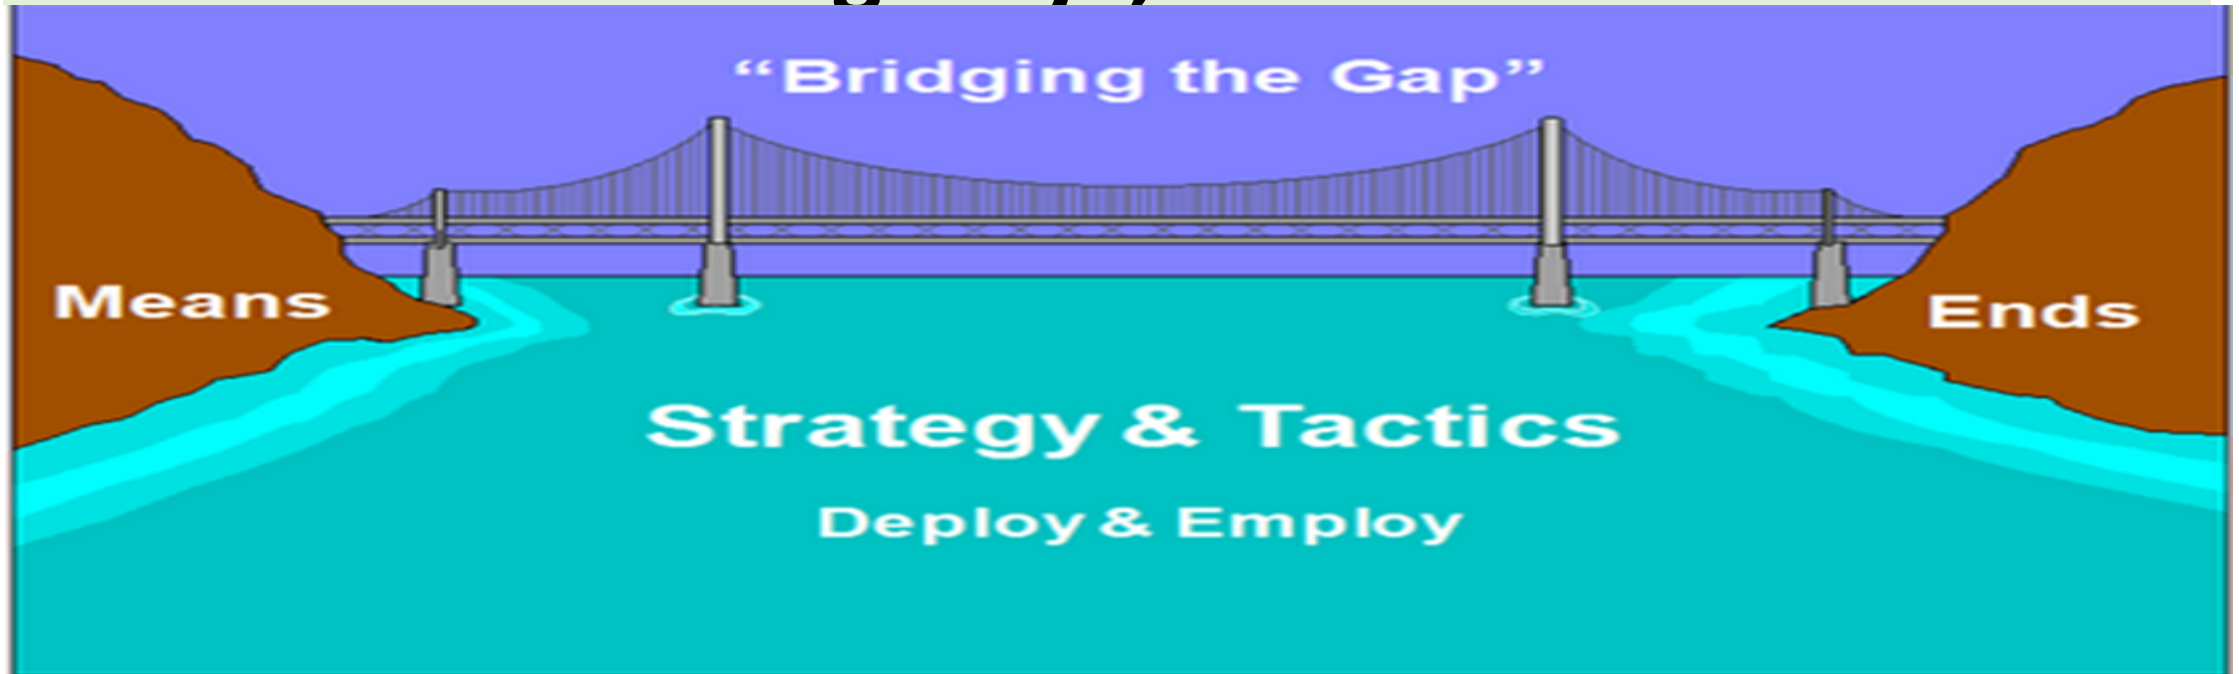 “Bridging the Gap”
Means
Ends
Strategy & Tactics
Deploy & Employ